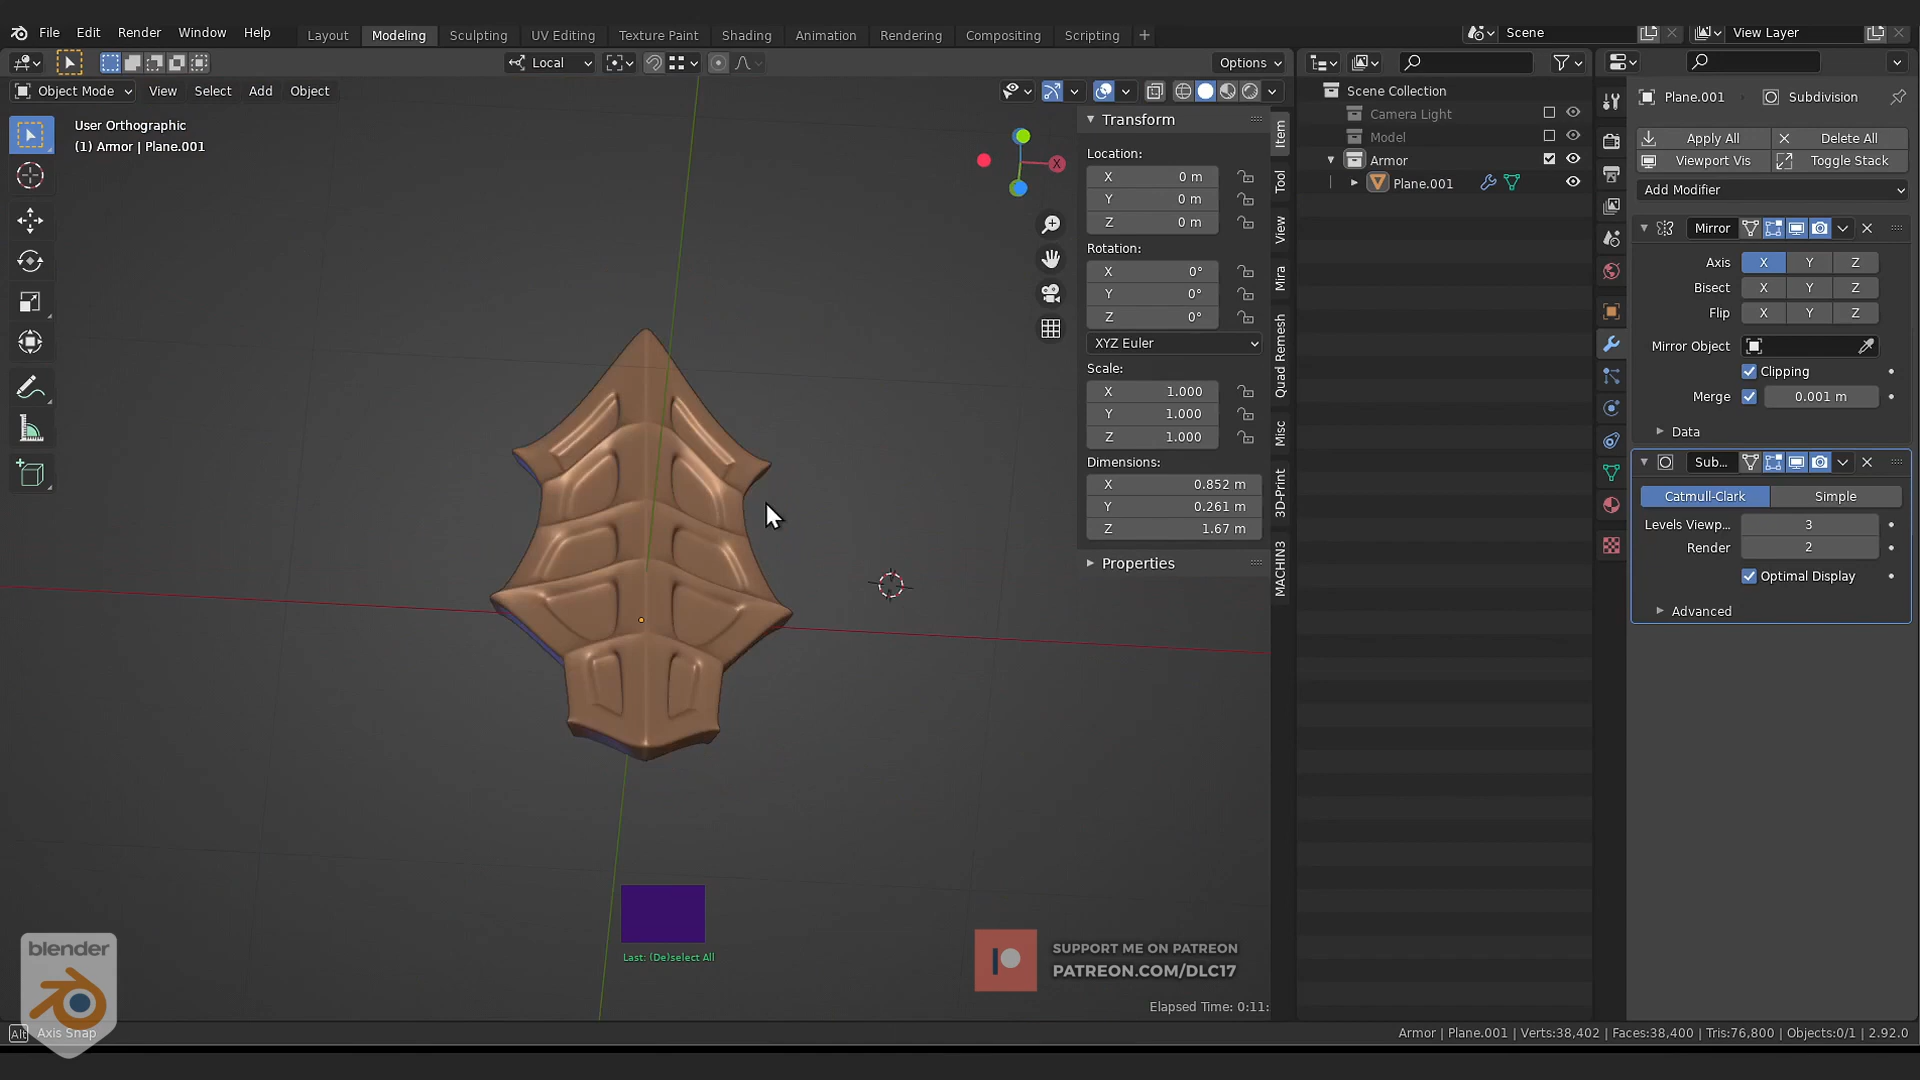 File Edit Render Window Help
Layout Modeling Sculpting UV Editing Texture Paint Shading Animation Rendering Compositing Scripting +
Scene
View Layer
Local
Options
Object Mode View Select Add Object
User Orthographic
(1) Armor | Plane.001
X
Transform
Location:
X 0 m
Y 0 m
Z 0 m
Rotation:
X 0°
Y 0°
Z 0°
XYZ Euler
Scale:
X 1.000
Y 1.000
Z 1.000
Dimensions:
X 0.852 m
Y 0.261 m
Z 1.67 m
Properties
Item
Tool
View
Mira
Quad Remesh
Misc
3D-Print
MACHIN3
Scene Collection
Camera Light
Model
Armor
Plane.001
Plane.001 Subdivision
Apply All Delete All
Viewport Vis Toggle Stack
Add Modifier
Mirror
Axis X Y Z
Bisect X Y Z
Flip X Y Z
Mirror Object
Clipping
Merge 0.001 m
Data
Sub...
Catmull-Clark Simple
Levels Viewp... 3
Render 2
Optimal Display
Advanced
Last: (De)select All
blender
SUPPORT ME ON PATREON
PATREON.COM/DLC17
Elapsed Time: 0:11:
Alt Axis Snap
Armor | Plane.001 | Verts:38,402 | Faces:38,400 | Tris:76,800 | Objects:0/1 | 2.92.0